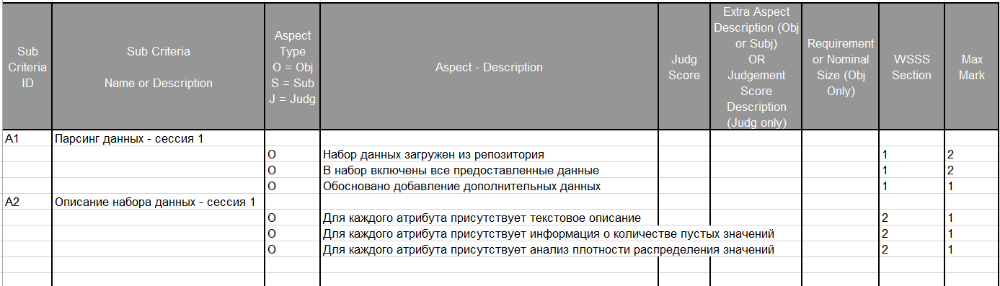 Sub Criteria ID
Sub Criteria
Name or Description
Aspect Type
O = Obj
S = Sub
J = Judg
Aspect - Description
Judg Score
Extra Aspect Description (Obj or Subj)
OR
Judgement Score Description (Judg only)
Requirement or Nominal Size (Obj Only)
WSSS Section
Max Mark
A1 Парсинг данных - сессия 1
O Набор данных загружен из репозитория 1 2
O В набор включены все предоставленные данные 1 2
O Обосновано добавление дополнительных данных 1 1
A2 Описание набора данных - сессия 1
O Для каждого атрибута присутствует текстовое описание 2 1
O Для каждого атрибута присутствует информация о количестве пустых значений 2 1
O Для каждого атрибута присутствует анализ плотности распределения значений 2 1